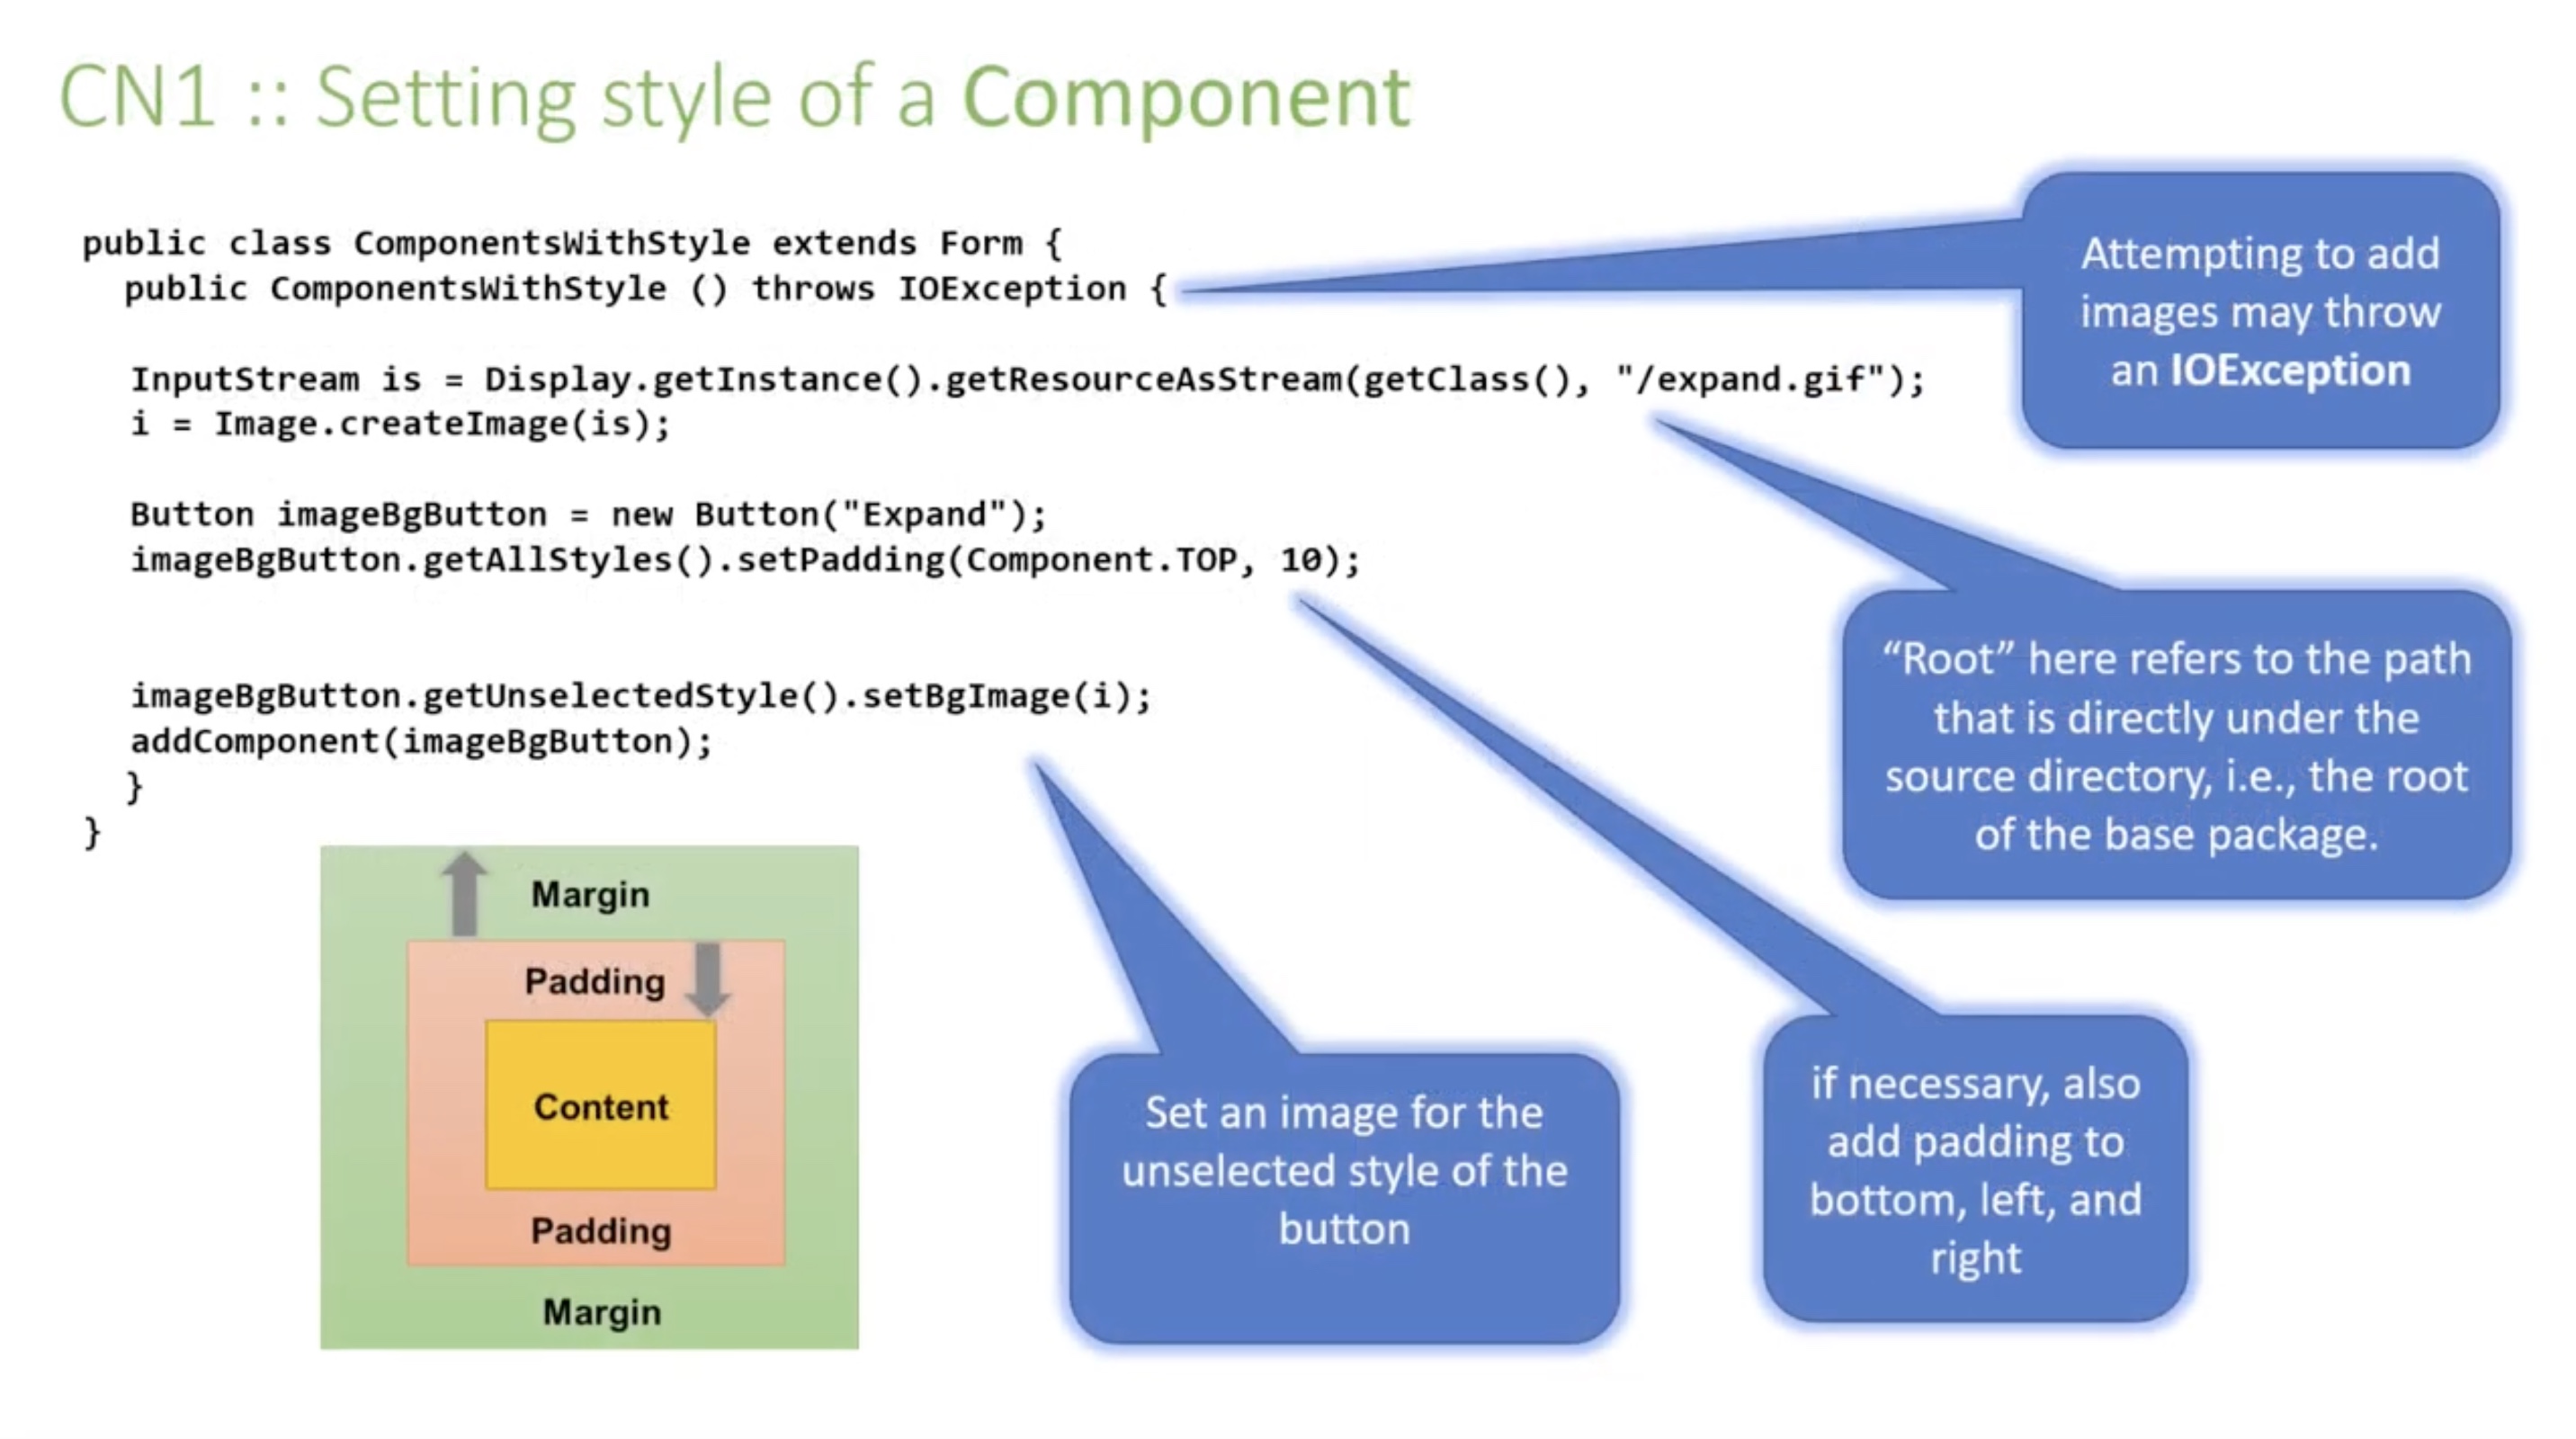 CN1 :: Setting style of a Component
public class ComponentsWithStyle extends Form {
public ComponentsWithStyle () throws IOException {
InputStream is = Display.getInstance().getResourceAsStream(getClass(), "/expand.gif");
i = Image.createImage(is);
Button imageBgButton = new Button("Expand");
imageBgButton.getAllStyles().setPadding(Component.TOP, 10);
imageBgButton.getUnselectedStyle().setBgImage(i);
addComponent(imageBgButton);
}
}
Attempting to add
images may throw
an IOException
“Root” here refers to the path
that is directly under the
source directory, i.e., the root
of the base package.
Margin
Padding
Content
Padding
Margin
Set an image for the
unselected style of the
button
if necessary, also
add padding to
bottom, left, and
right